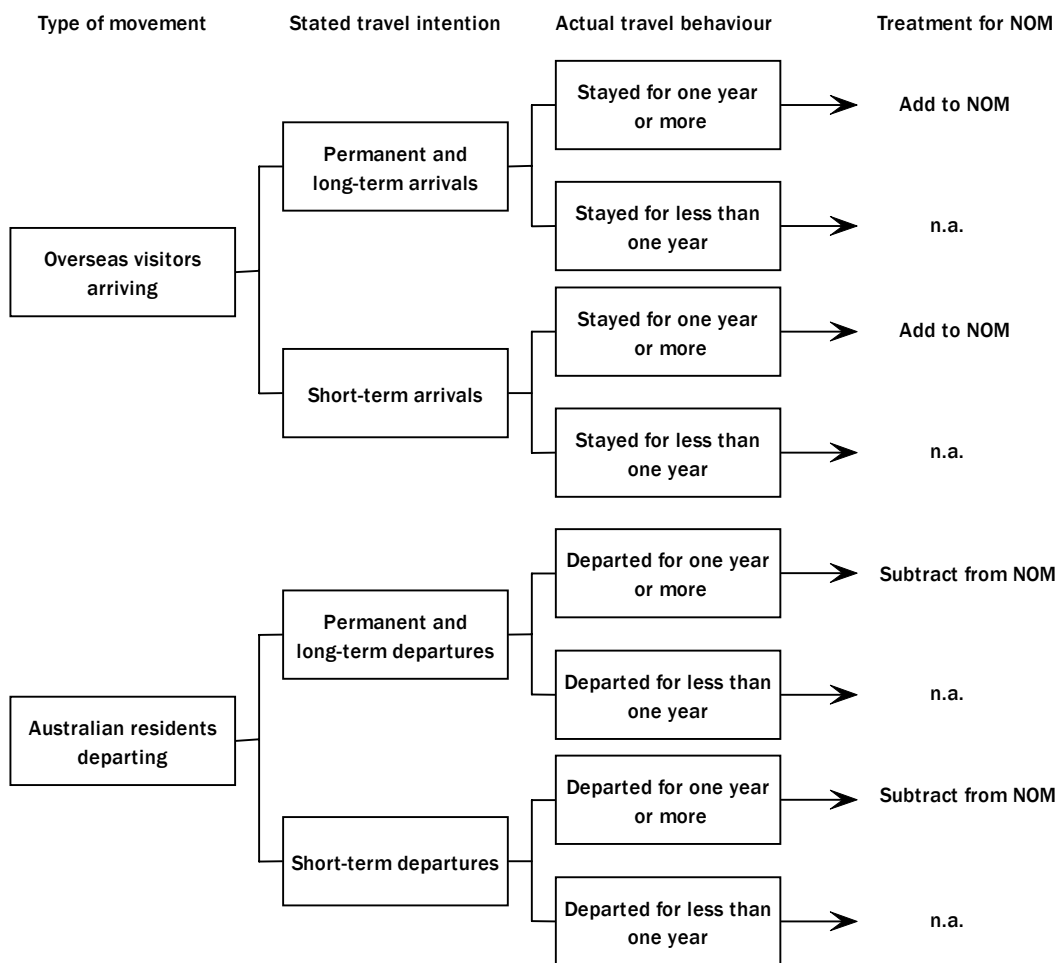 Type of movement
Stated travel intention
Actual travel behaviour
Treatment for NOM
Overseas visitors
arriving
Permanent and
long-term arrivals
Stayed for one year
or more
Add to NOM
Stayed for less than
one year
n.a.
Short-term arrivals
Stayed for one year
or more
Add to NOM
Stayed for less than
one year
n.a.
Australian residents
departing
Permanent and
long-term departures
Departed for one year
or more
Subtract from NOM
Departed for less than
one year
n.a.
Short-term departures
Departed for one year
or more
Subtract from NOM
Departed for less than
one year
n.a.